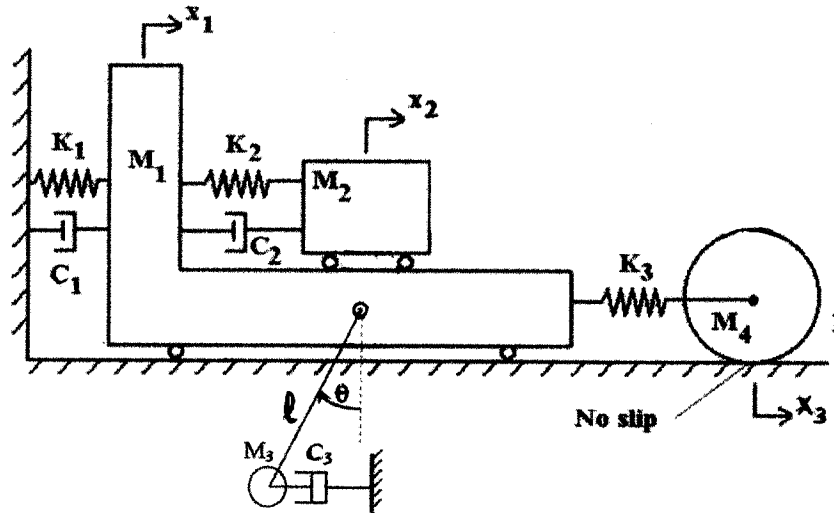 x₁
x₂
K₁
M₁
K₂
M₂
C₁
C₂
K₃
M₄
ℓ
θ
No slip
X₃
M₃
C₃